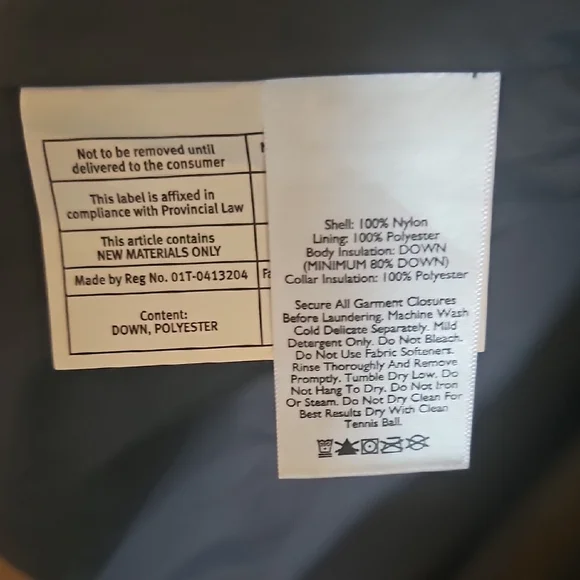 Not to be removed until
delivered to the consumer
This label is affixed in
compliance with Provincial Law
This article contains
NEW MATERIALS ONLY
Made by Reg No. 01T-0413204
Content:
DOWN, POLYESTER
Shell: 100% Nylon
Lining: 100% Polyester
Body Insulation: DOWN
(MINIMUM 80% DOWN)
Collar Insulation: 100% Polyester
Secure All Garment Closures
Before Laundering. Machine Wash
Cold Delicate Separately. Mild
Detergent Only. Do Not Bleach.
Do Not Use Fabric Softeners.
Rinse Thoroughly And Remove
Promptly. Tumble Dry Low. Do
Not Hang To Dry. Do Not Iron
Or Steam. Do Not Dry Clean For
Best Results Dry With Clean
Tennis Ball.